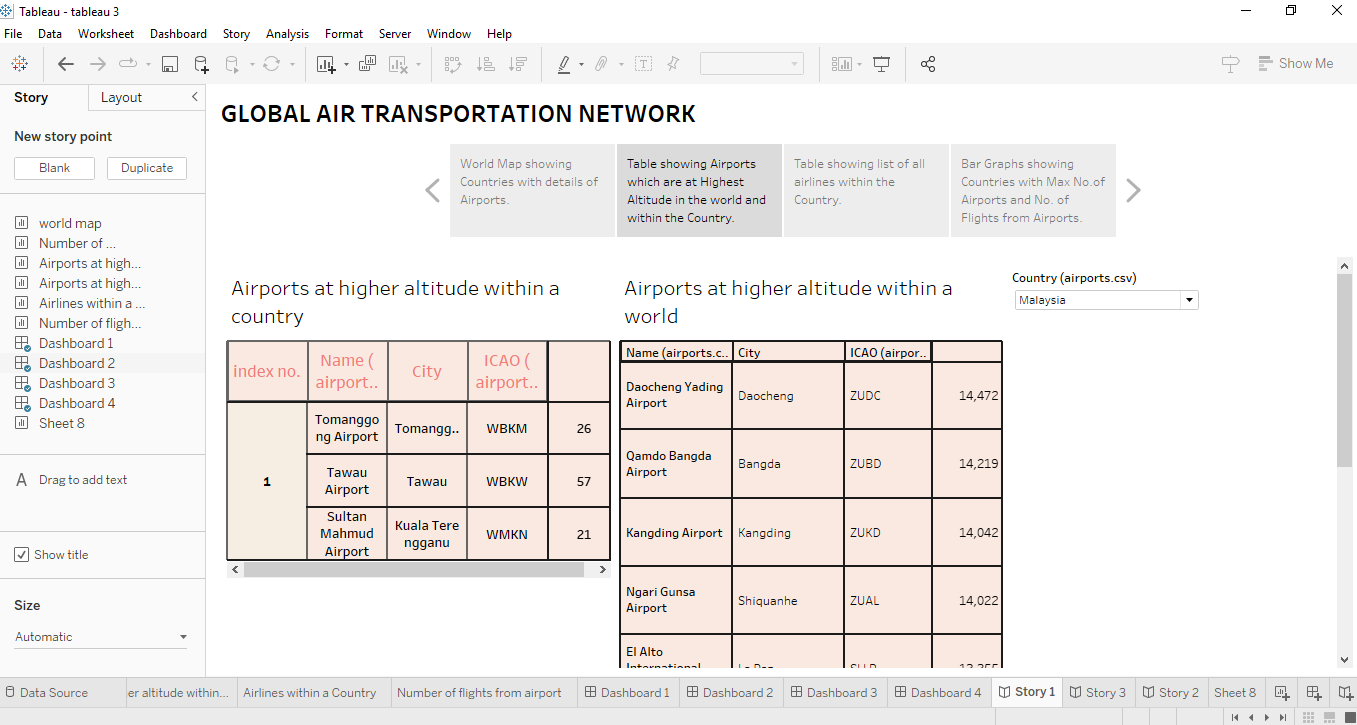 Tableau - tableau 3
File Data Worksheet Dashboard Story Analysis Format Server Window Help
Show Me
Story Layout
New story point
Blank Duplicate
world map
Number of ...
Airports at high...
Airports at high...
Airlines within a ...
Number of fligh...
Dashboard 1
Dashboard 2
Dashboard 3
Dashboard 4
Sheet 8
A Drag to add text
Show title
Size
Automatic
GLOBAL AIR TRANSPORTATION NETWORK
World Map showing
Countries with details of
Airports.
Table showing Airports
which are at Highest
Altitude in the world and
within the Country.
Table showing list of all
airlines within the
Country.
Bar Graphs showing
Countries with Max No.of
Airports and No. of
Flights from Airports.
Airports at higher altitude within a
country
index no. Name ( airport.. City ICAO ( airport..
1
Tomanggo
ng Airport Tomangg.. WBKM 26
Tawau
Airport Tawau WBKW 57
Sultan
Mahmud
Airport Kuala Tere
ngganu WMKN 21
Airports at higher altitude within a
world
Name (airports.c.. City ICAO (airpor..
Daocheng Yading
Airport Daocheng ZUDC 14,472
Qamdo Bangda
Airport Bangda ZUBD 14,219
Kangding Airport Kangding ZUKD 14,042
Ngari Gunsa
Airport Shiquanhe ZUAL 14,022
El Alto
International
Country (airports.csv)
Malaysia
Data Source er altitude within... Airlines within a Country Number of flights from airport Dashboard 1 Dashboard 2 Dashboard 3 Dashboard 4 Story 1 Story 3 Story 2 Sheet 8